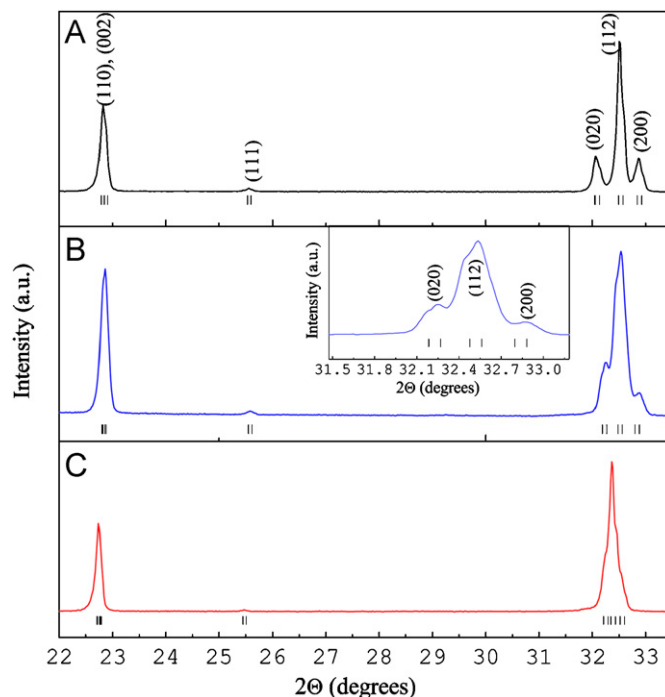 A
(110), (002)
(111)
(020)
(112)
(200)
B
Intensity (a.u.)
(020)
(112)
(200)
31.5 31.8 32.1 32.4 32.7 33.0
2Θ (degrees)
Intensity (a.u.)
C
22 23 24 25 26 27 28 29 30 31 32 33
2Θ (degrees)